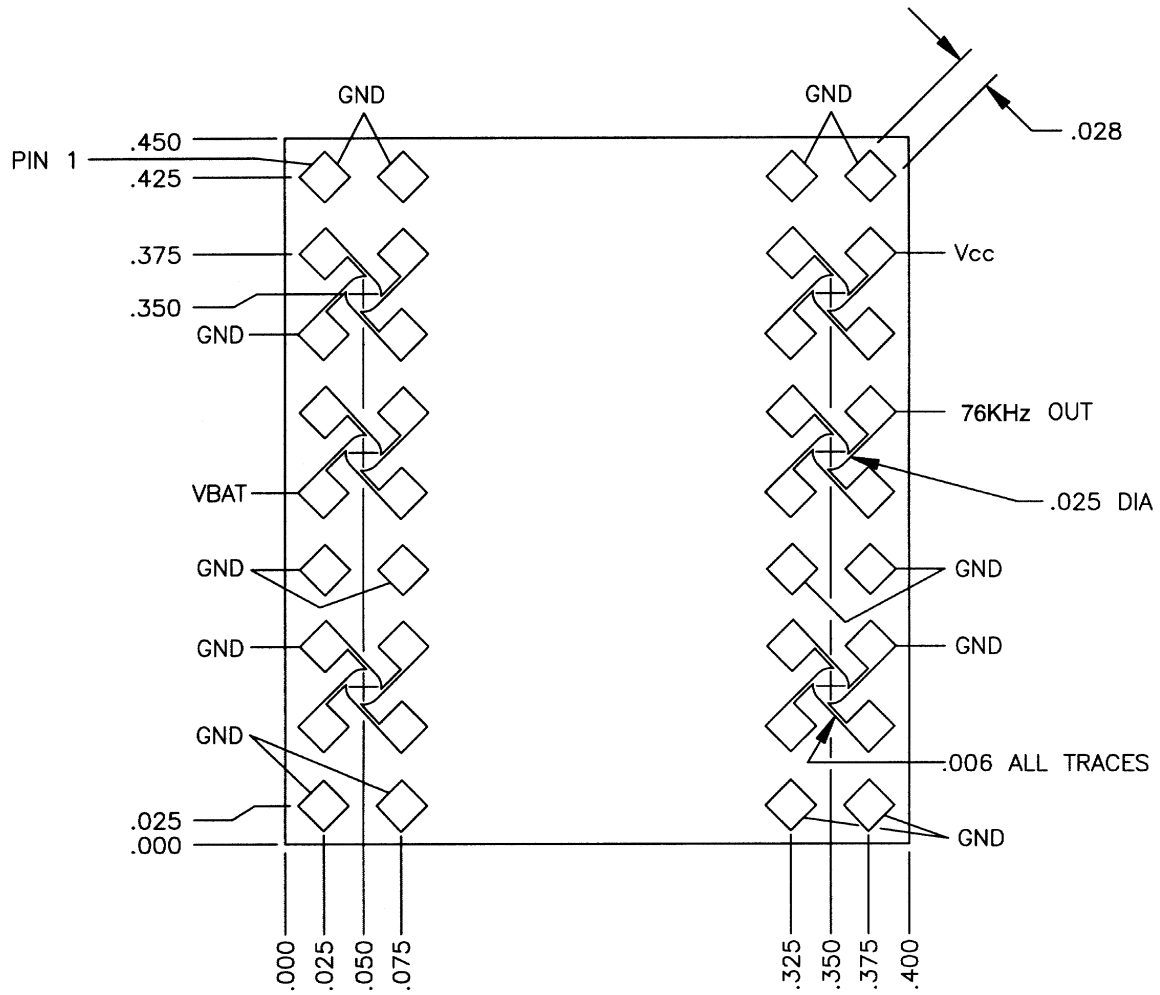 GND
GND
.028
.450
PIN 1
.425
.375
Vcc
.350
GND
76KHz OUT
VBAT
.025 DIA
GND
GND
GND
GND
GND
.006 ALL TRACES
.025
.000
GND
.000
.025
.050
.075
.325
.350
.375
.400